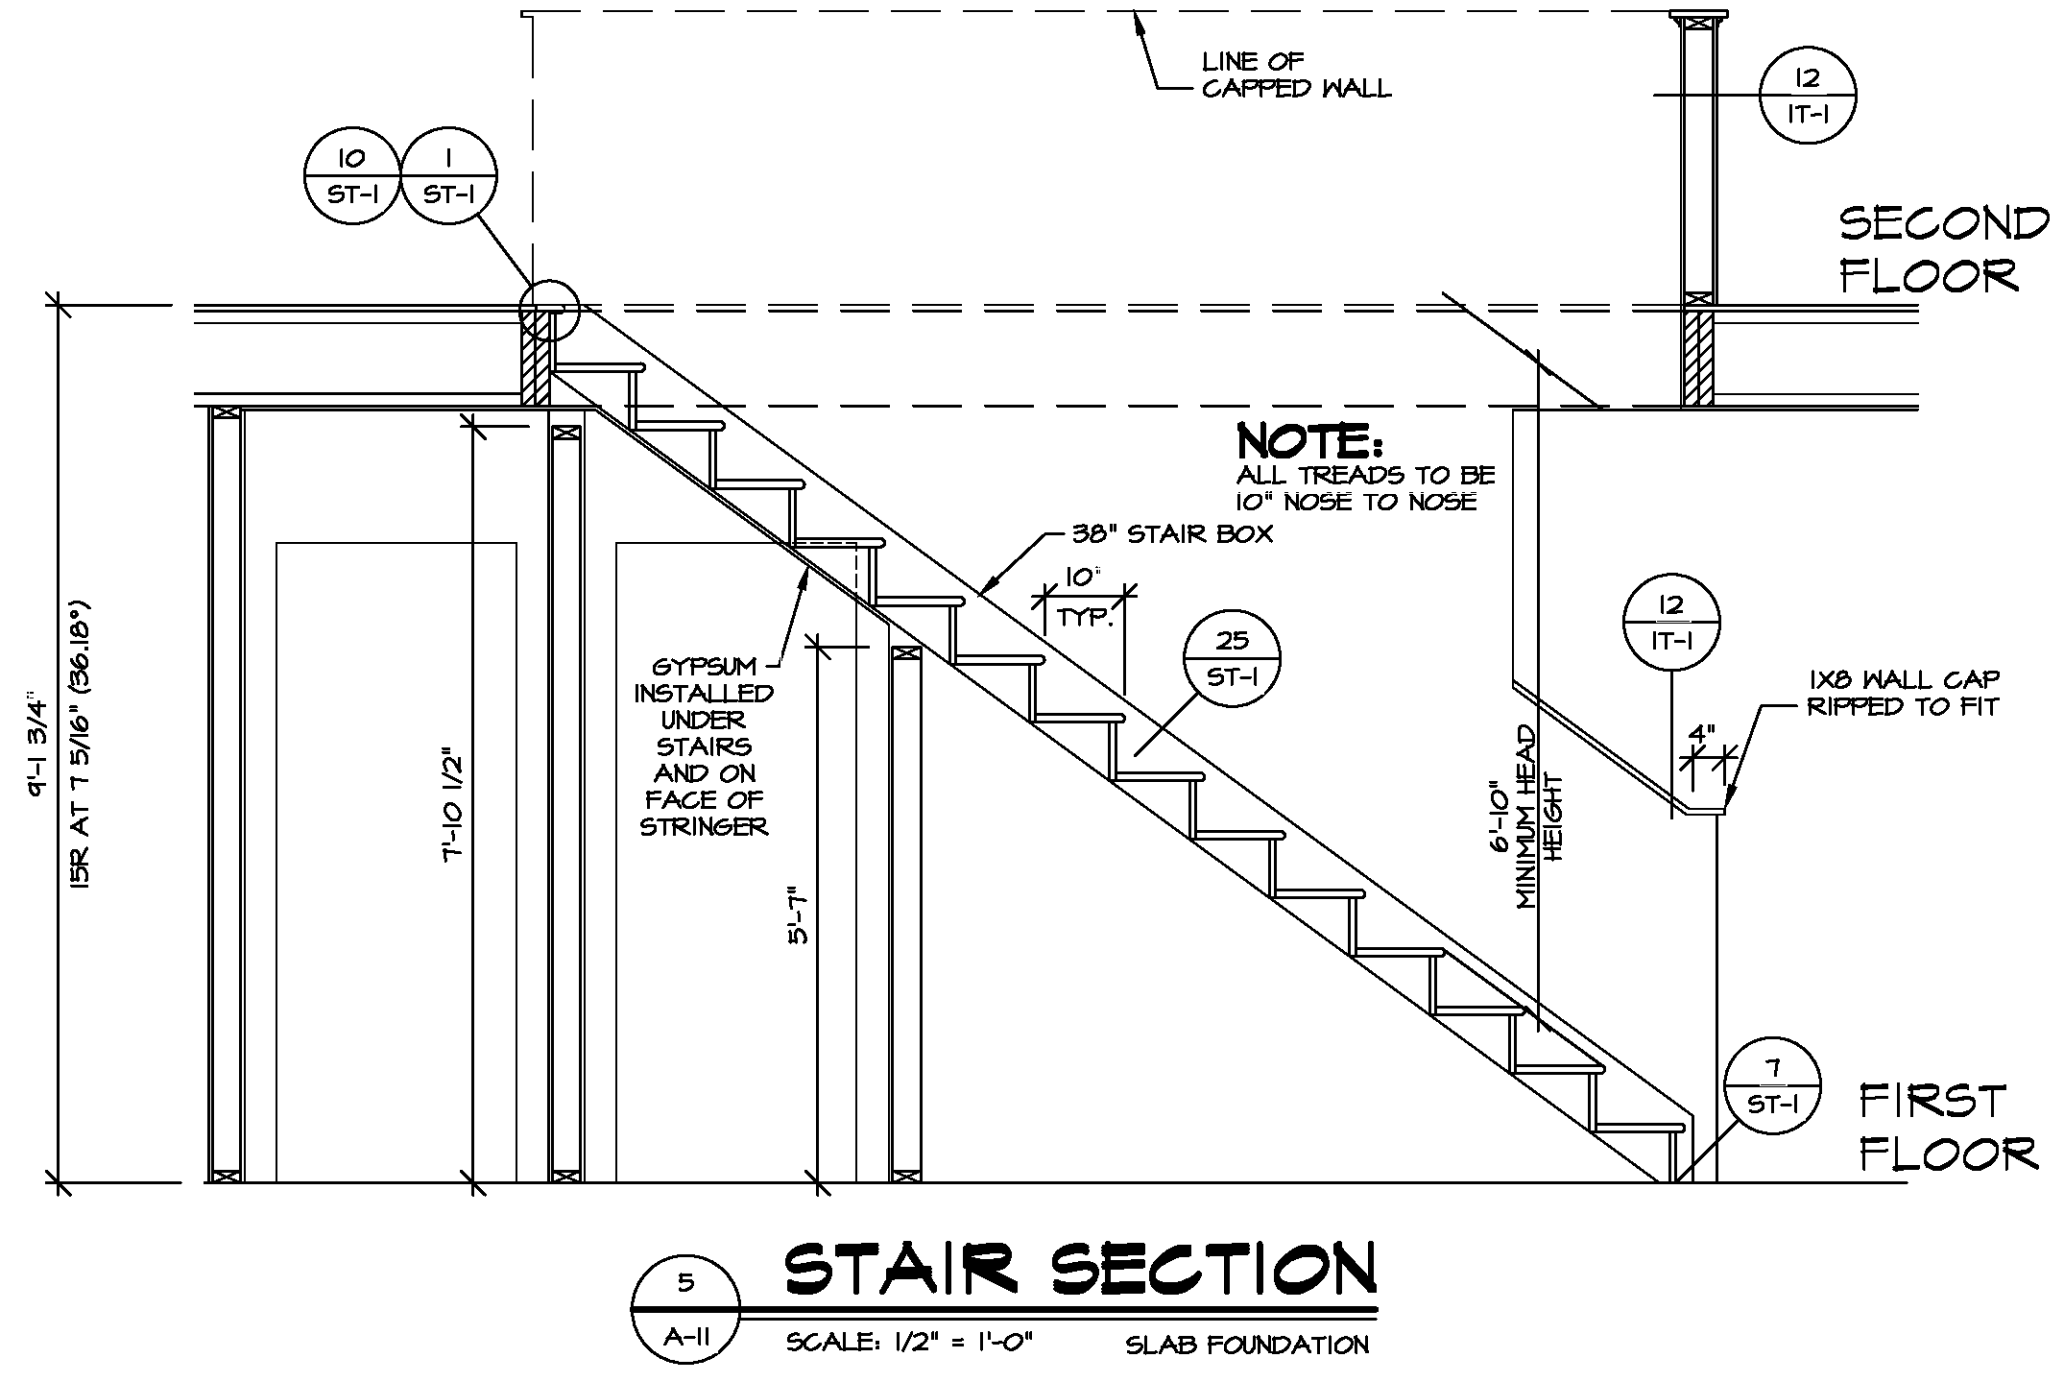 LINE OF
CAPPED WALL
12
IT-1
10
ST-1
1
ST-1
SECOND
FLOOR
NOTE:
ALL TREADS TO BE
10" NOSE TO NOSE
38" STAIR BOX
10"
TYP.
25
ST-1
12
IT-1
GYPSUM
INSTALLED
UNDER
STAIRS
AND ON
FACE OF
STRINGER
9'-1 3/4"
15R AT 7 5/16" (36.18°)
7'-10 1/2"
5'-7"
6'-10"
MINIMUM HEAD
HEIGHT
4"
1X8 WALL CAP
RIPPED TO FIT
7
ST-1
FIRST
FLOOR
5
A-11
STAIR SECTION
SCALE: 1/2" = 1'-0"
SLAB FOUNDATION